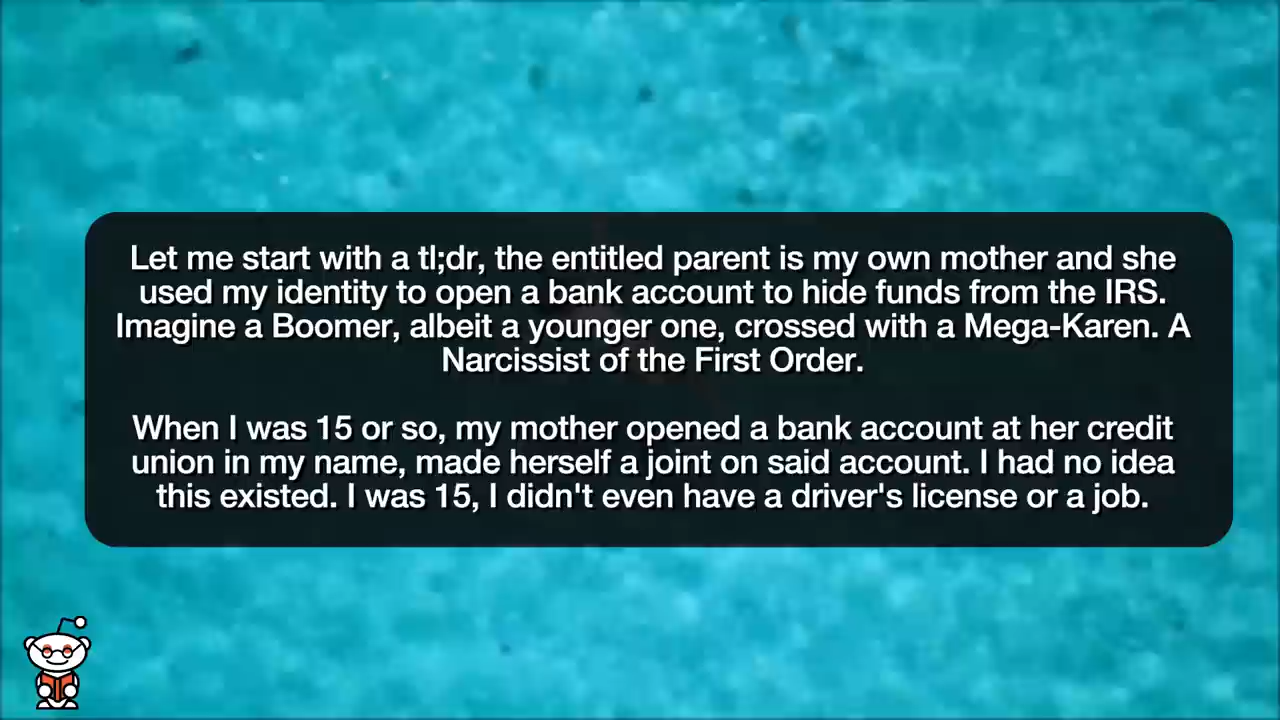 Let me start with a tl;dr, the entitled parent is my own mother and she
used my identity to open a bank account to hide funds from the IRS.
Imagine a Boomer, albeit a younger one, crossed with a Mega-Karen. A
Narcissist of the First Order.
When I was 15 or so, my mother opened a bank account at her credit
union in my name, made herself a joint on said account. I had no idea
this existed. I was 15, I didn't even have a driver's license or a job.